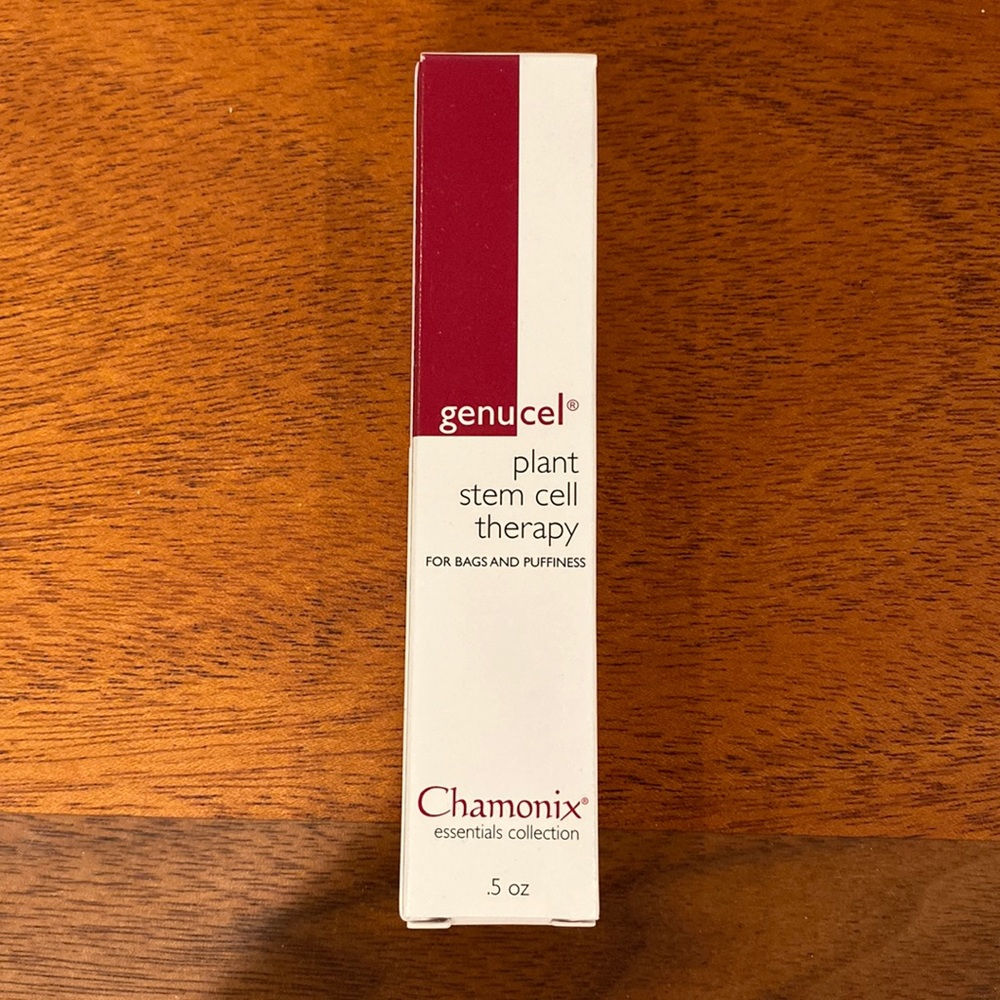 genucel®
plant
stem cell
therapy
FOR BAGS AND PUFFINESS
Chamonix®
essentials collection
.5 oz